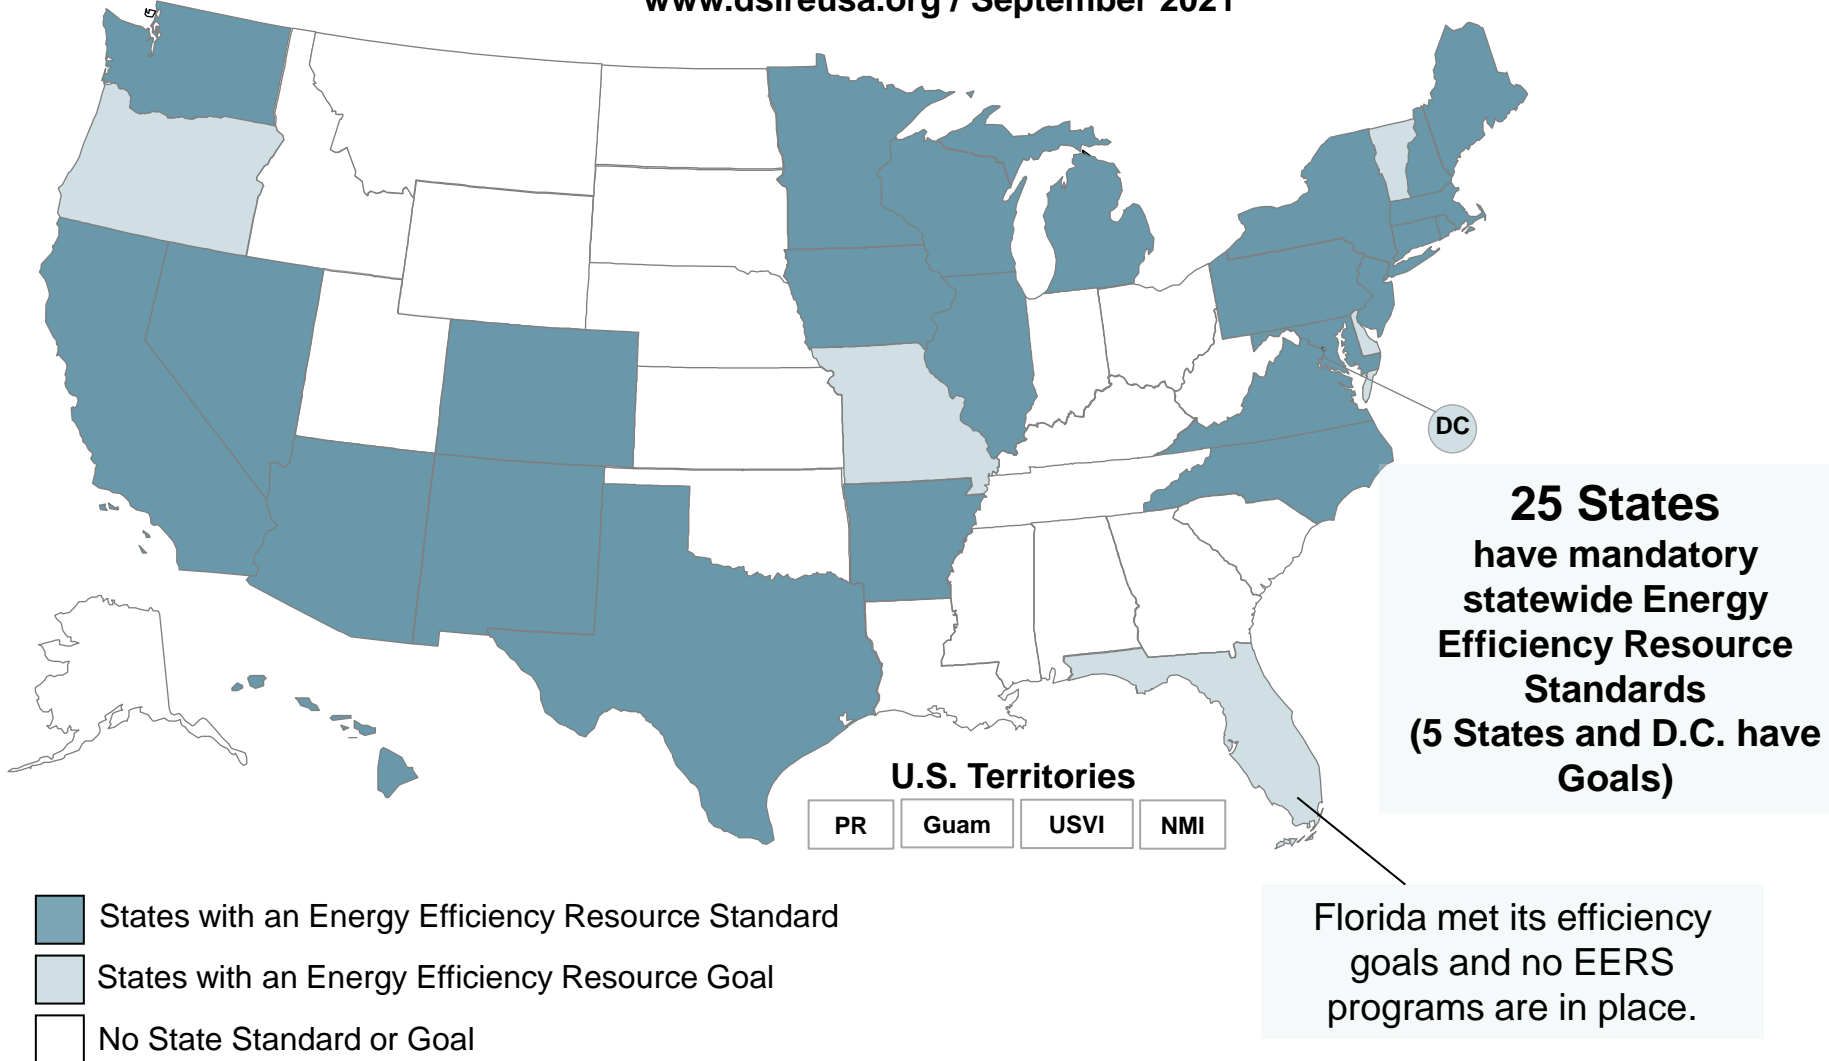 www.dsireusa.org / September 2021
DC
25 States
have mandatory
statewide Energy
Efficiency Resource
Standards
(5 States and D.C. have
Goals)
U.S. Territories
PR
Guam
USVI
NMI
States with an Energy Efficiency Resource Standard
States with an Energy Efficiency Resource Goal
No State Standard or Goal
Florida met its efficiency
goals and no EERS
programs are in place.